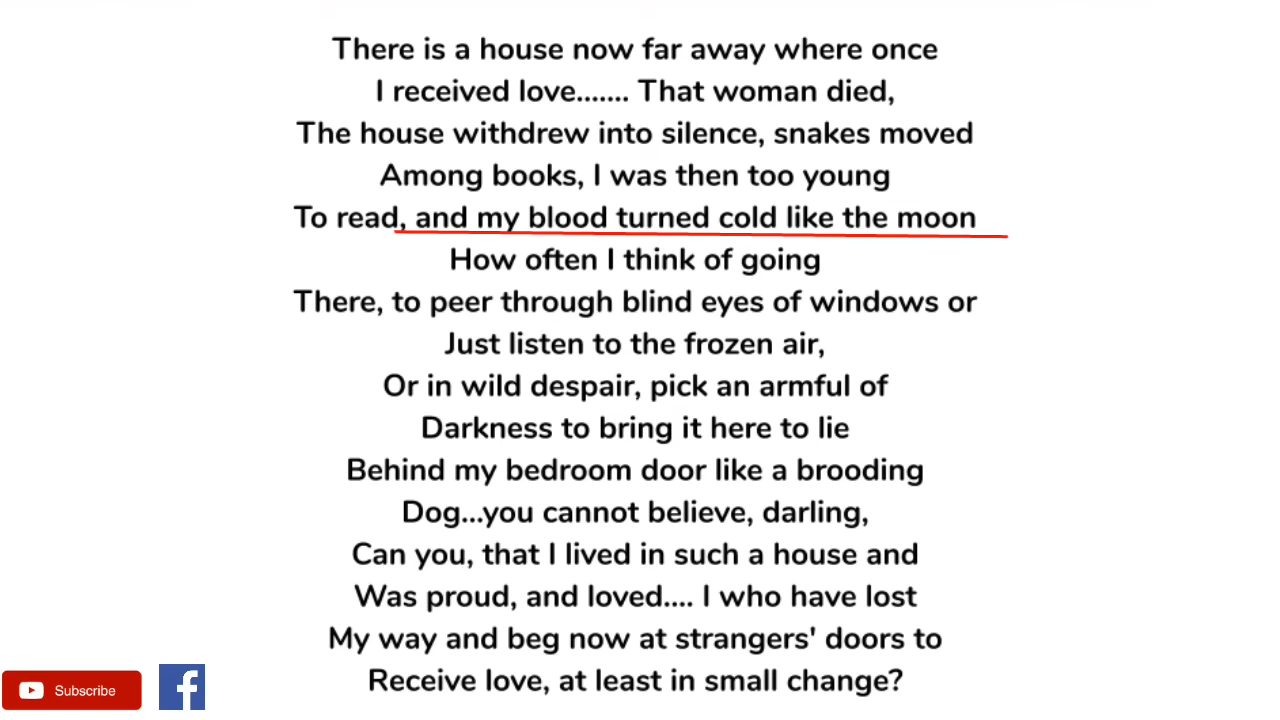 There is a house now far away where once
I received love....... That woman died,
The house withdrew into silence, snakes moved
Among books, I was then too young
To read, and my blood turned cold like the moon
How often I think of going
There, to peer through blind eyes of windows or
Just listen to the frozen air,
Or in wild despair, pick an armful of
Darkness to bring it here to lie
Behind my bedroom door like a brooding
Dog...you cannot believe, darling,
Can you, that I lived in such a house and
Was proud, and loved.... I who have lost
My way and beg now at strangers' doors to
Receive love, at least in small change?
Subscribe
f